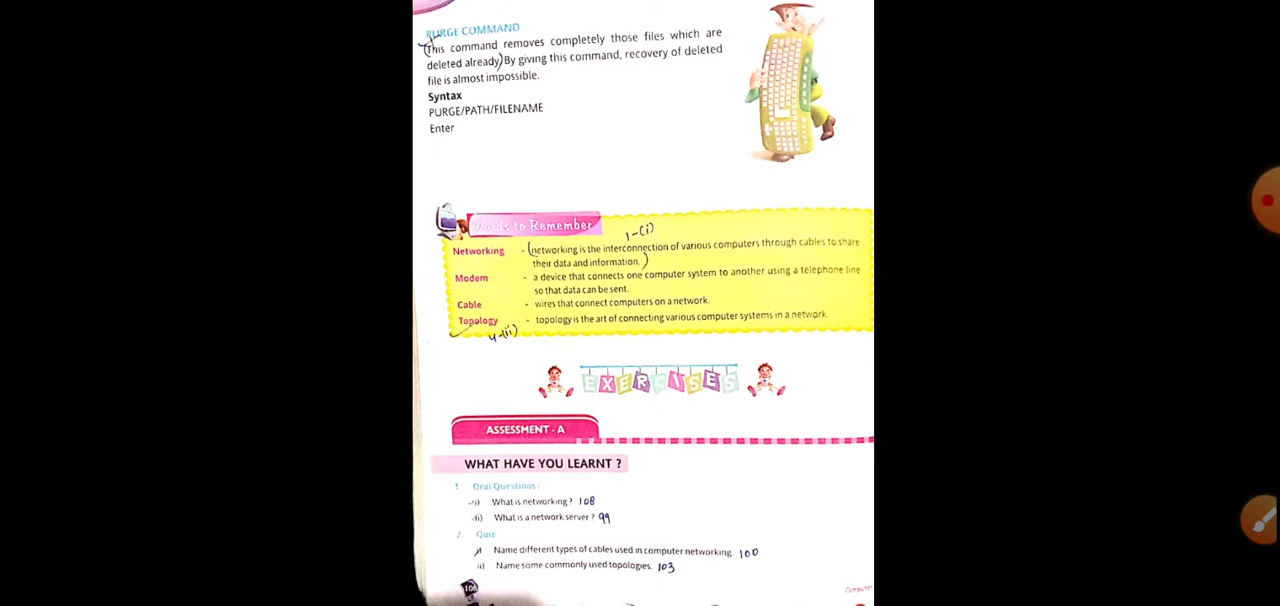 PURGE COMMAND
This command removes completely those files which are
deleted already) By giving this command, recovery of deleted
file is almost impossible.
Syntax
PURGE/PATH/FILENAME
Enter
Words to Remember
1-(i)
Networking - (networking is the interconnection of various computers through cables to share
their data and information.)
Modem - a device that connects one computer system to another using a telephone line
so that data can be sent.
Cable - wires that connect computers on a network.
Topology - topology is the art of connecting various computer systems in a network.
4-(ii)
EXERCISES
ASSESSMENT - A
WHAT HAVE YOU LEARNT ?
1 Oral Questions :
i) What is networking ? 108
ii) What is a network server ? 99
2. Quiz :
i) Name different types of cables used in computer networking. 100
ii) Name some commonly used topologies. 103
Computer